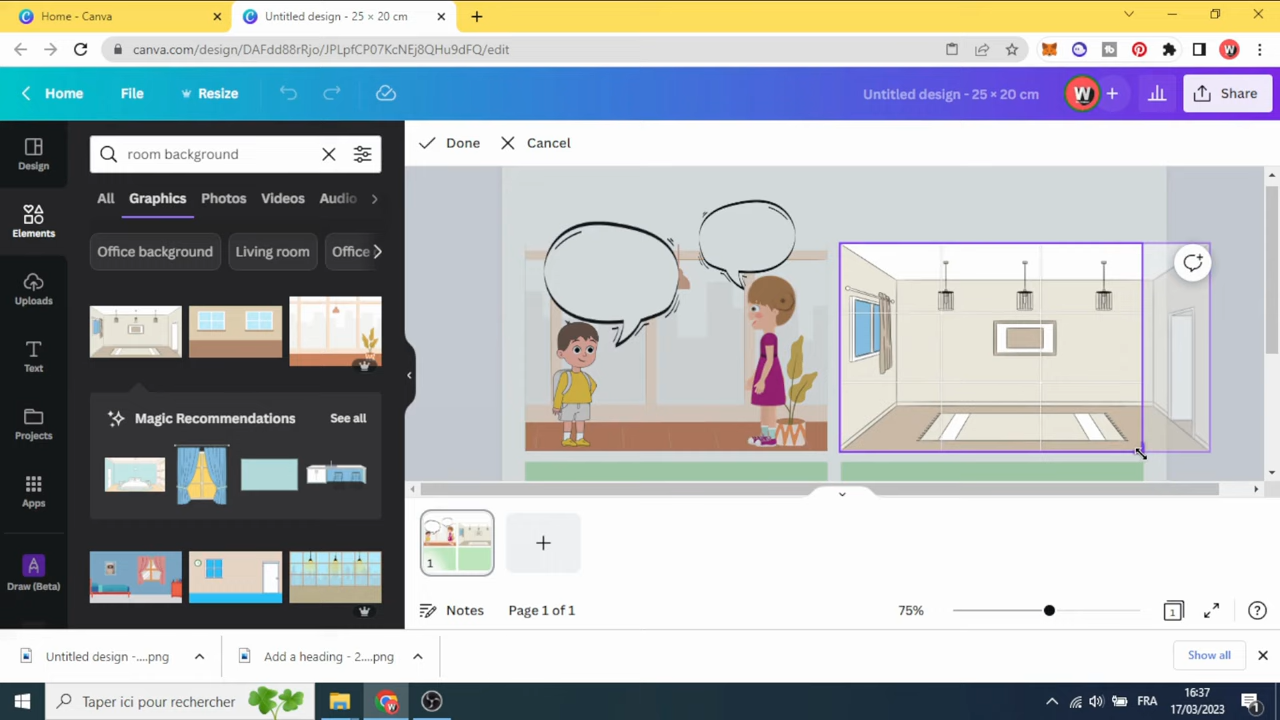 Home - Canva
Untitled design - 25 × 20 cm
canva.com/design/DAFdd88rRjo/JPLpfCP07KcNEj8QHu9dFQ/edit
Home
File
Resize
Untitled design - 25 × 20 cm
W
Share
Design
Elements
Uploads
Text
Projects
Apps
Draw (Beta)
room background
All
Graphics
Photos
Videos
Audio
Office background
Living room
Office
Magic Recommendations
See all
Done
Cancel
1
Notes
Page 1 of 1
75%
1
Untitled design -....png
Add a heading - 2....png
Show all
Taper ici pour rechercher
FRA
16:37
17/03/2023
1